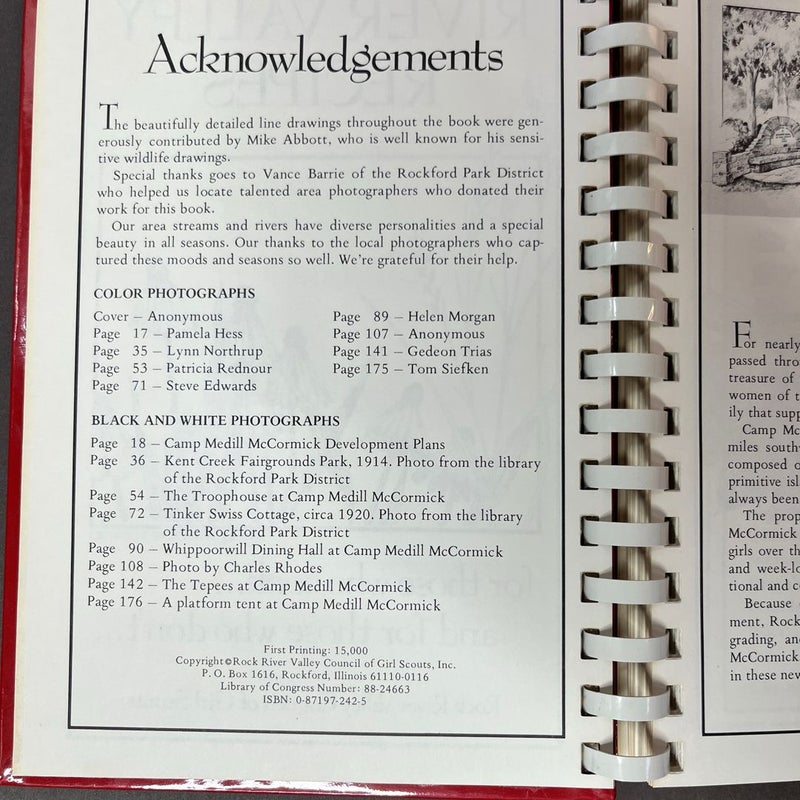 Acknowledgements
The beautifully detailed line drawings throughout the book were gen-
erously contributed by Mike Abbott, who is well known for his sensi-
tive wildlife drawings.
Special thanks goes to Vance Barrie of the Rockford Park District
who helped us locate talented area photographers who donated their
work for this book.
Our area streams and rivers have diverse personalities and a special
beauty in all seasons. Our thanks to the local photographers who cap-
tured these moods and seasons so well. We're grateful for their help.
COLOR PHOTOGRAPHS
Cover – Anonymous
Page 17 – Pamela Hess
Page 35 – Lynn Northrup
Page 53 – Patricia Rednour
Page 71 – Steve Edwards
Page 89 – Helen Morgan
Page 107 – Anonymous
Page 141 – Gedeon Trias
Page 175 – Tom Siefken
BLACK AND WHITE PHOTOGRAPHS
Page 18 – Camp Medill McCormick Development Plans
Page 36 – Kent Creek Fairgrounds Park, 1914. Photo from the library
of the Rockford Park District
Page 54 – The Troophouse at Camp Medill McCormick
Page 72 – Tinker Swiss Cottage, circa 1920. Photo from the library
of the Rockford Park District
Page 90 – Whippoorwill Dining Hall at Camp Medill McCormick
Page 108 – Photo by Charles Rhodes
Page 142 – The Tepees at Camp Medill McCormick
Page 176 – A platform tent at Camp Medill McCormick
First Printing: 15,000
Copyright © Rock River Valley Council of Girl Scouts, Inc.
P. O. Box 1616, Rockford, Illinois 61110-0116
Library of Congress Number: 88-24663
ISBN: 0-87197-242-5
For nearly
passed thro
treasure of
women of t
ily that supp
Camp Mc
miles south
composed o
primitive isl
always been
The prop
McCormick
girls over th
and week-lo
tional and c
Because
ment, Rock
grading, an
McCormick
in these new